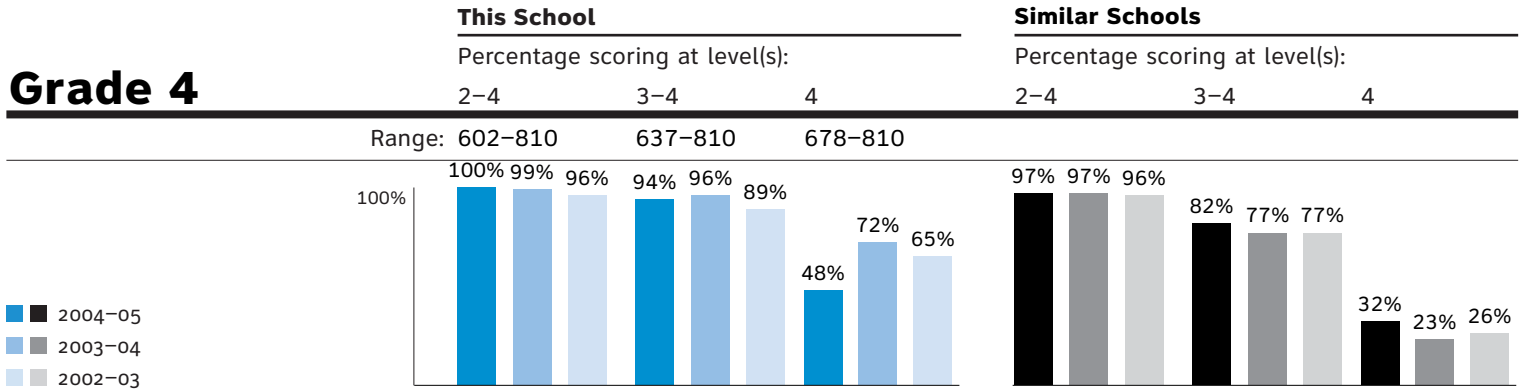 This School Similar Schools
Percentage scoring at level(s): Percentage scoring at level(s):
Grade 4
2–4 3–4 4 2–4 3–4 4
Range: 602–810 637–810 678–810
100% 99% 96% 94% 96% 89% 72% 65% 48% 97% 97% 96% 82% 77% 77% 32% 23% 26%
100%
2004–05
2003–04
2002–03